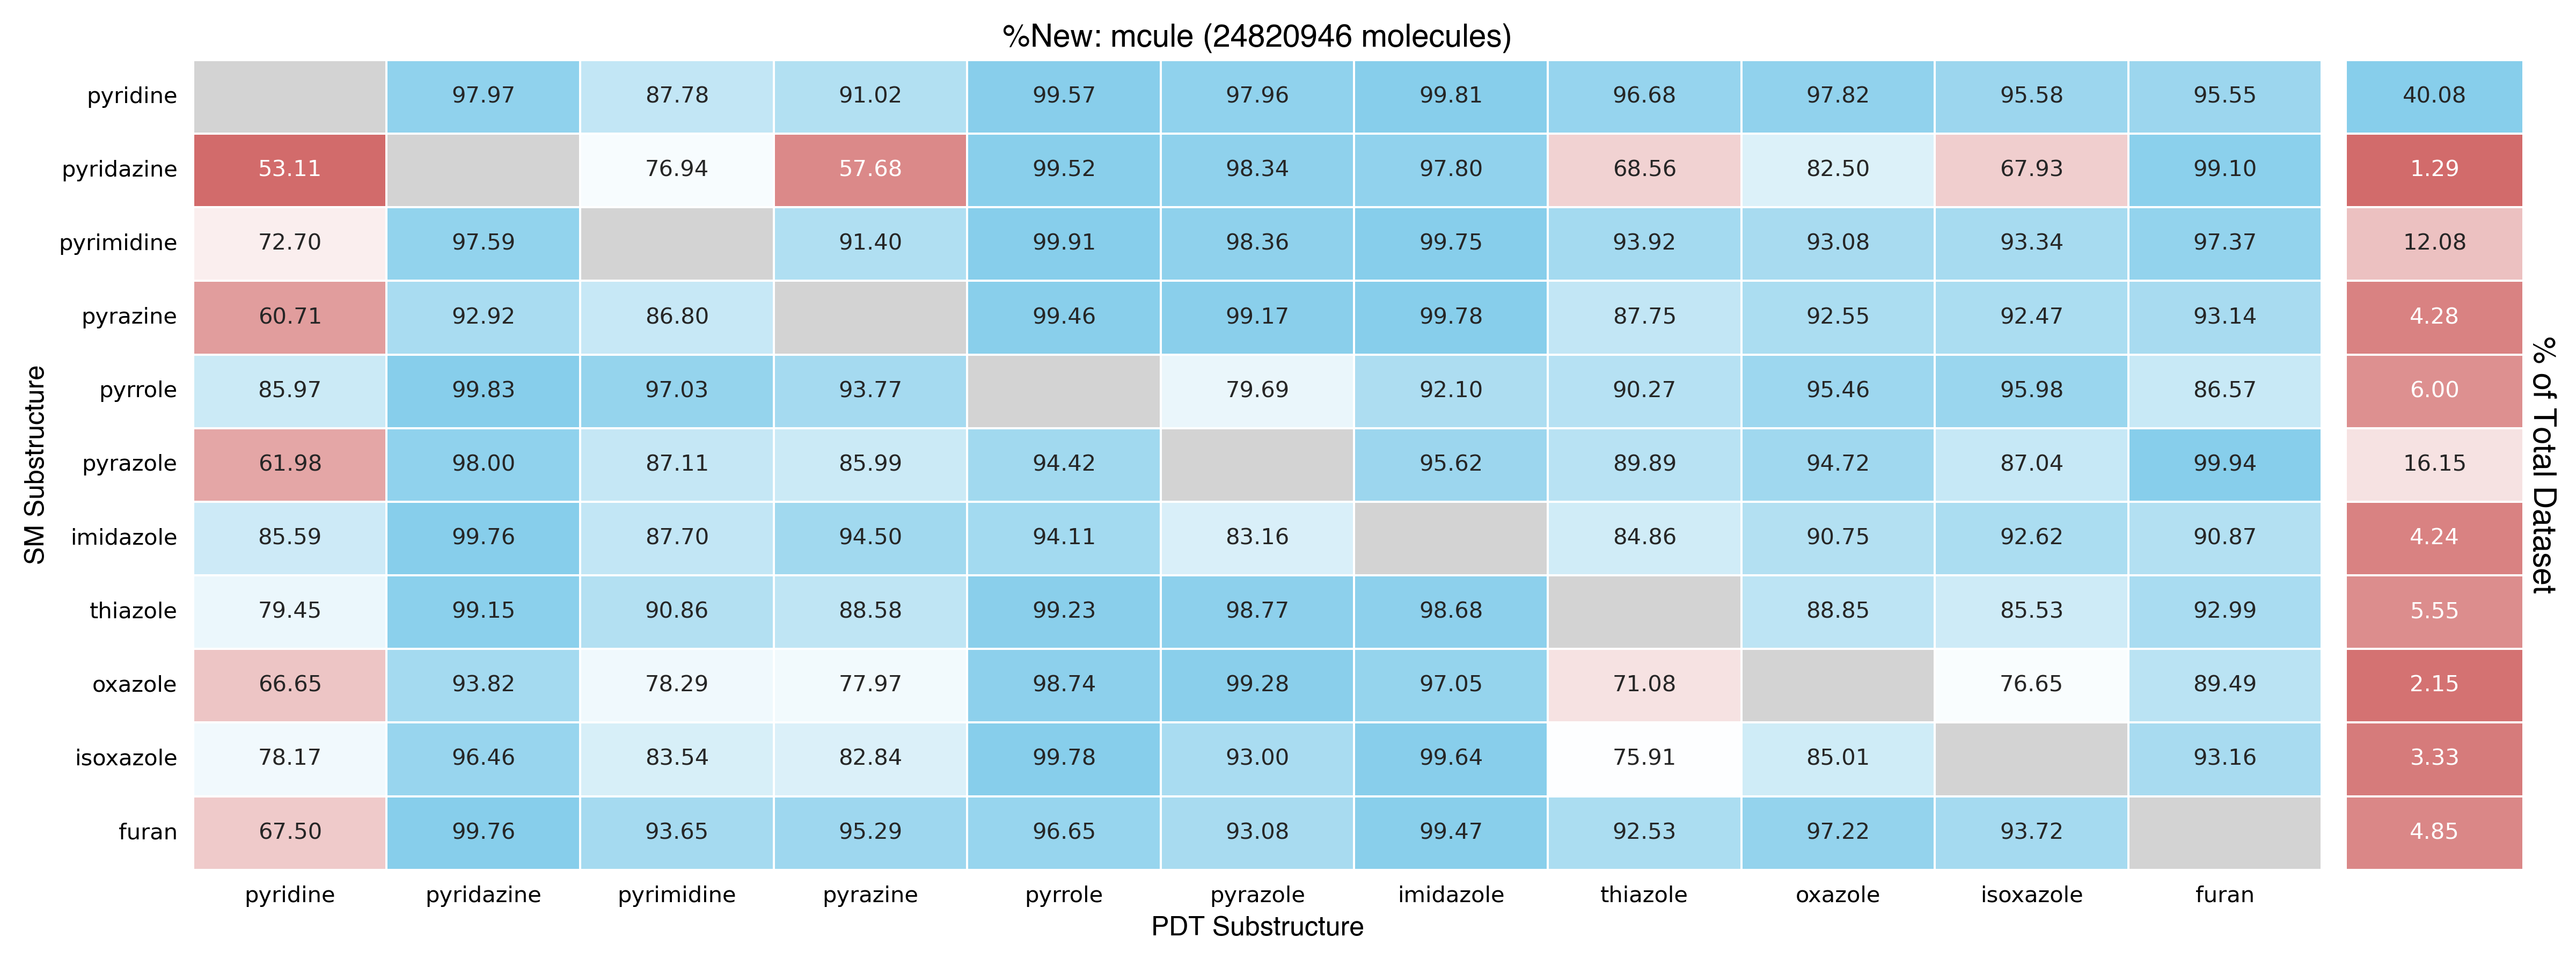 %New: mcule (24820946 molecules)
pyridine 97.97 87.78 91.02 99.57 97.96 99.81 96.68 97.82 95.58 95.55 40.08
pyridazine 53.11 76.94 57.68 99.52 98.34 97.80 68.56 82.50 67.93 99.10 1.29
pyrimidine 72.70 97.59 91.40 99.91 98.36 99.75 93.92 93.08 93.34 97.37 12.08
pyrazine 60.71 92.92 86.80 99.46 99.17 99.78 87.75 92.55 92.47 93.14 4.28
pyrrole 85.97 99.83 97.03 93.77 79.69 92.10 90.27 95.46 95.98 86.57 6.00
pyrazole 61.98 98.00 87.11 85.99 94.42 95.62 89.89 94.72 87.04 99.94 16.15
imidazole 85.59 99.76 87.70 94.50 94.11 83.16 84.86 90.75 92.62 90.87 4.24
thiazole 79.45 99.15 90.86 88.58 99.23 98.77 98.68 88.85 85.53 92.99 5.55
oxazole 66.65 93.82 78.29 77.97 98.74 99.28 97.05 71.08 76.65 89.49 2.15
isoxazole 78.17 96.46 83.54 82.84 99.78 93.00 99.64 75.91 85.01 93.16 3.33
furan 67.50 99.76 93.65 95.29 96.65 93.08 99.47 92.53 97.22 93.72 4.85
pyridine pyridazine pyrimidine pyrazine pyrrole pyrazole imidazole thiazole oxazole isoxazole furan
PDT Substructure
SM Substructure
% of Total Dataset